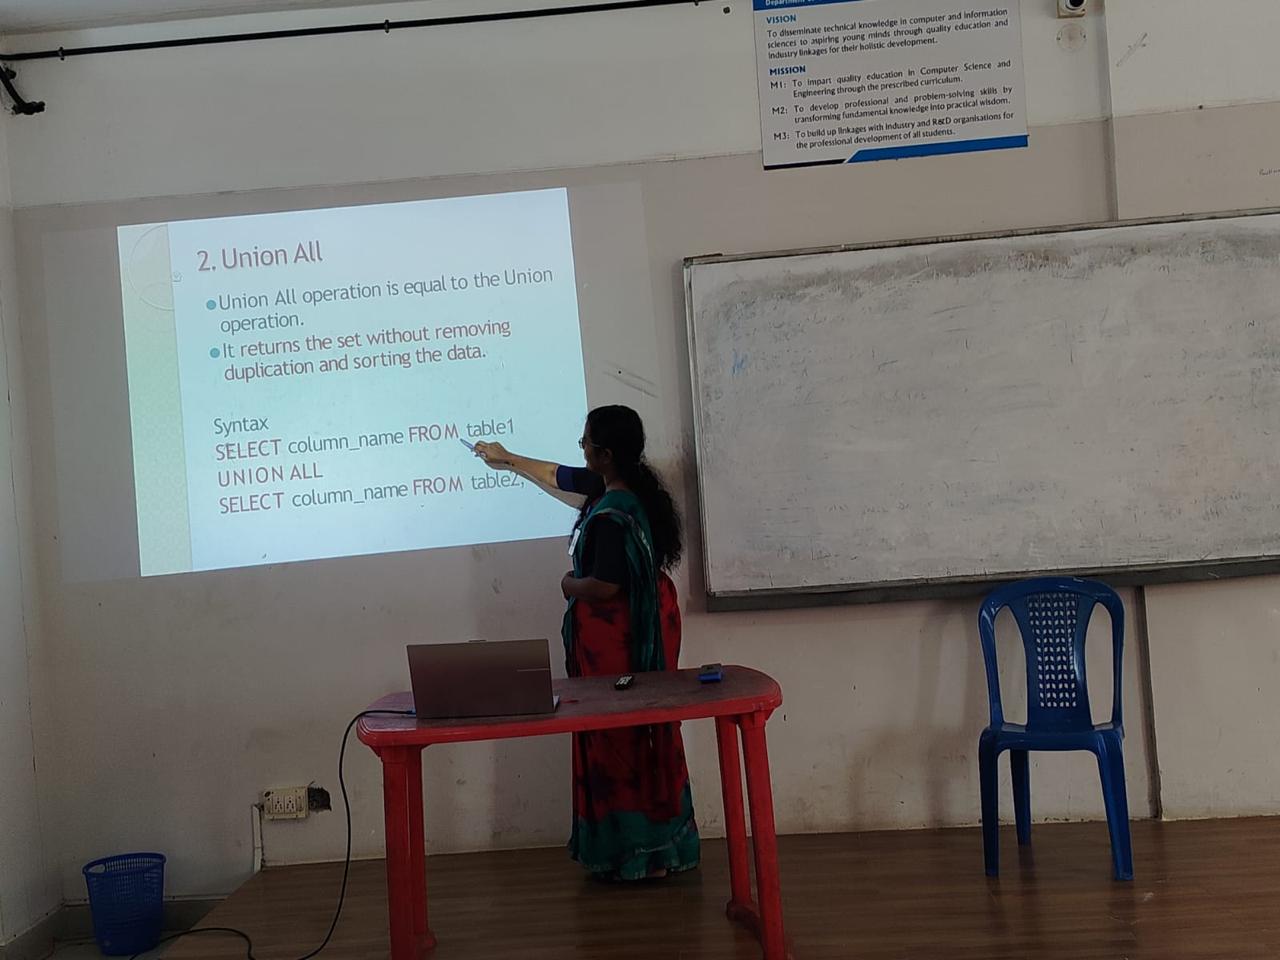 VISION
To disseminate technical knowledge in computer and information
sciences to aspiring young minds through quality education and
industry linkages for their holistic development.
MISSION
M1: To impart quality education in Computer Science and
Engineering through the prescribed curriculum.
M2: To develop professional and problem-solving skills by
transforming fundamental knowledge into practical wisdom.
M3: To build up linkages with industry and R&D organisations for
the professional development of all students.
2. Union All
Union All operation is equal to the Union
operation.
It returns the set without removing
duplication and sorting the data.
Syntax
SELECT column_name FROM table1
UNION ALL
SELECT column_name FROM table2;